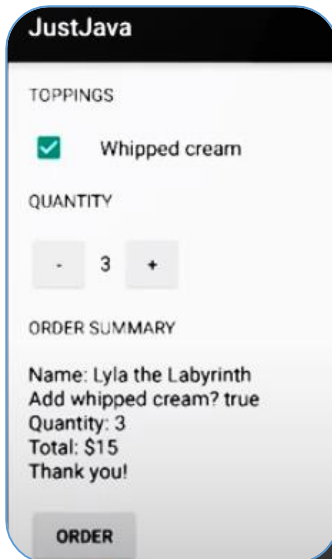 JustJava
TOPPINGS
Whipped cream
QUANTITY
- 3 +
ORDER SUMMARY
Name: Lyla the Labyrinth
Add whipped cream? true
Quantity: 3
Total: $15
Thank you!
ORDER